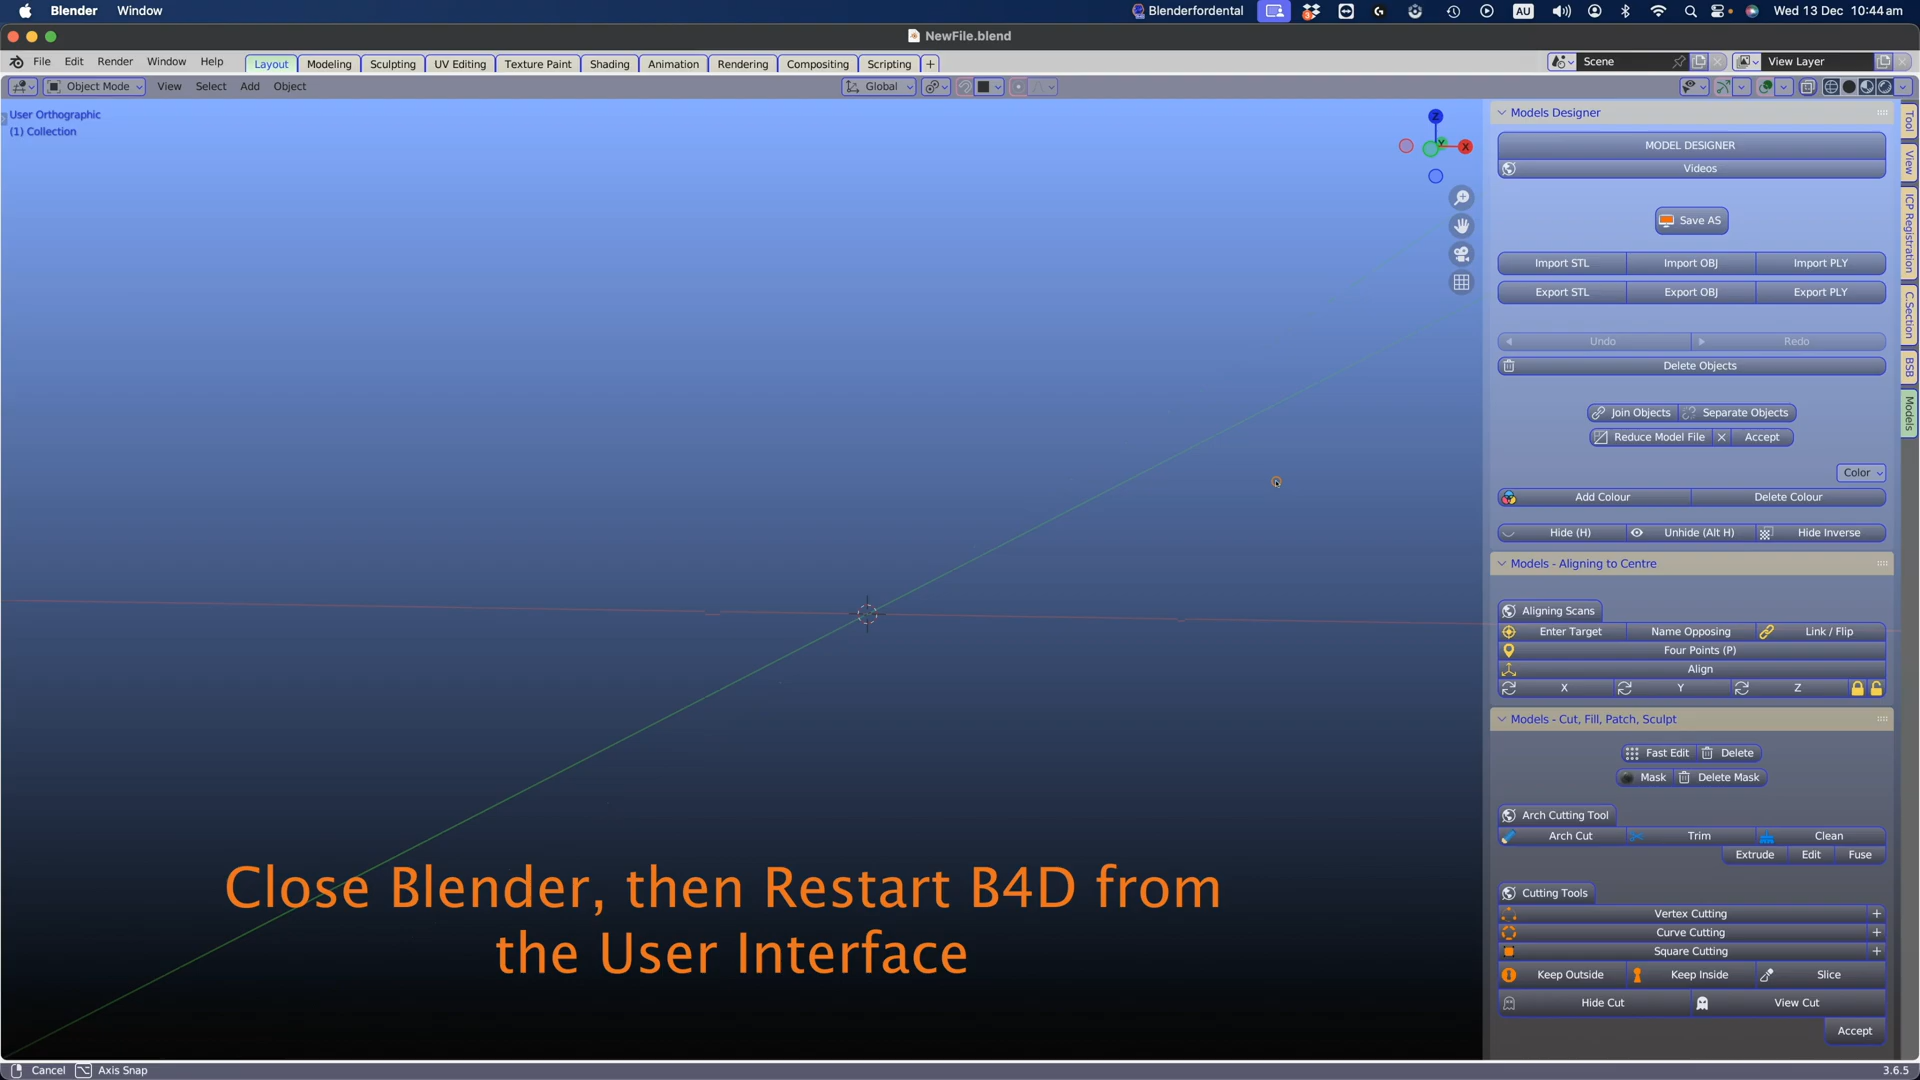 Blender Window Blenderfordental AU Wed 13 Dec 10:44 am
NewFile.blend
File Edit Render Window Help Layout Modeling Sculpting UV Editing Texture Paint Shading Animation Rendering Compositing Scripting + Scene View Layer
Object Mode View Select Add Object Global
User Orthographic
(1) Collection
Z
Y
X
Models Designer
MODEL DESIGNER
Videos
Save AS
Import STL Import OBJ Import PLY
Export STL Export OBJ Export PLY
Undo Redo
Delete Objects
Join Objects Separate Objects
Reduce Model File Accept
Color
Add Colour Delete Colour
Hide (H) Unhide (Alt H) Hide Inverse
Models - Aligning to Centre
Aligning Scans
Enter Target Name Opposing Link / Flip
Four Points (P)
Align
X Y Z
Models - Cut, Fill, Patch, Sculpt
Fast Edit Delete
Mask Delete Mask
Arch Cutting Tool
Arch Cut Trim Clean
Extrude Edit Fuse
Cutting Tools
Vertex Cutting +
Curve Cutting +
Square Cutting +
Keep Outside Keep Inside Slice
Hide Cut View Cut
Accept
Tool
View
ICP Registration
C.Section
BSB
Models
Close Blender, then Restart B4D from
the User Interface
Cancel Axis Snap 3.6.5